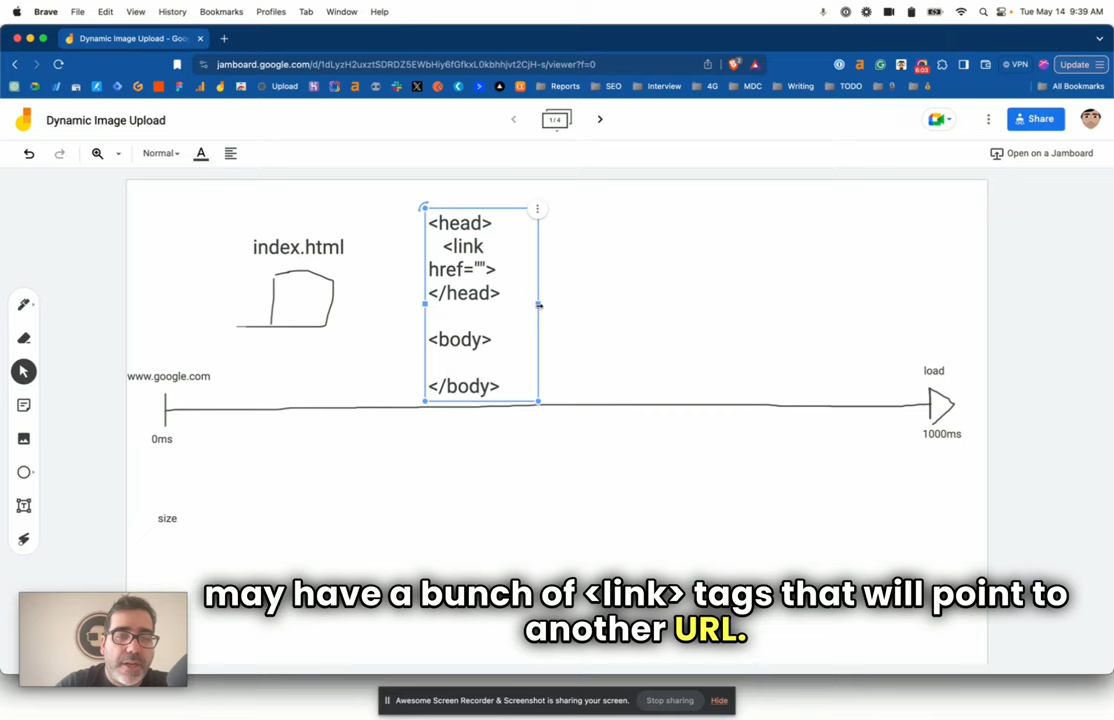 Brave File Edit View History Bookmarks Profiles Tab Window Help Tue May 14 9:39 AM
Dynamic Image Upload - Goo
jamboard.google.com/d/1dLyzH2uxztSDRDZ5EWbHiy6fGfkxL0kbhhjvt2CjH-s/viewer?f=0 VPN Update
Upload Reports SEO Interview 4G MDC Writing TODO All Bookmarks
Dynamic Image Upload 1/4 Share
Normal A Open on a Jamboard
<head>
<link
href="">
</head>
<body>
</body>
index.html
www.google.com
load
0ms
1000ms
size
may have a bunch of <link> tags that will point to
another URL.
Awesome Screen Recorder & Screenshot is sharing your screen. Stop sharing Hide